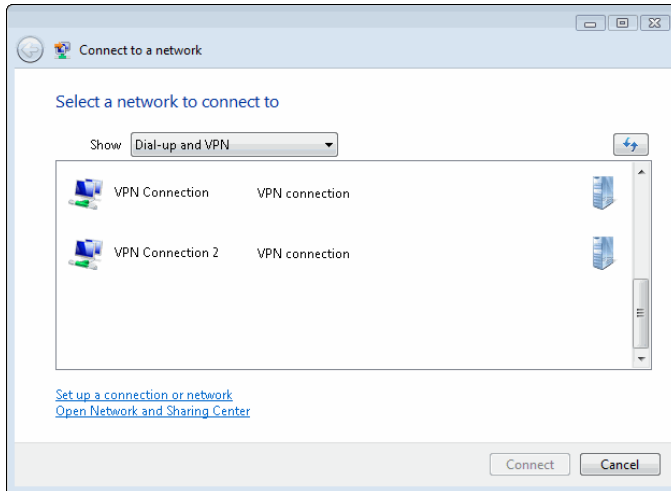 Connect to a network
Select a network to connect to
Show Dial-up and VPN
VPN Connection VPN connection
VPN Connection 2 VPN connection
Set up a connection or network
Open Network and Sharing Center
Connect Cancel